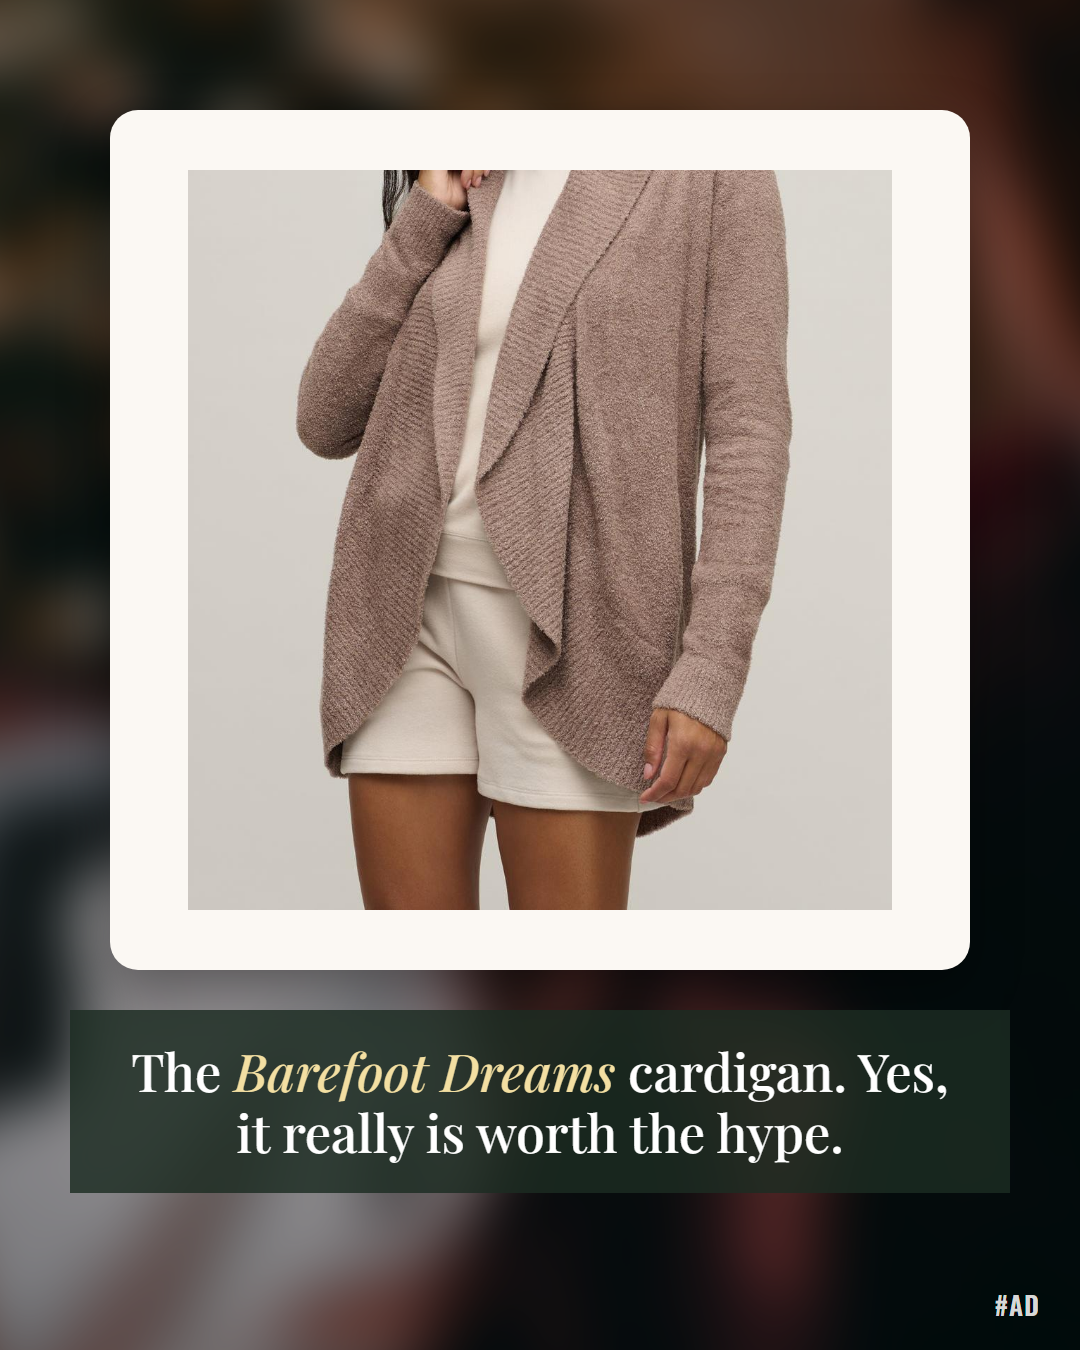 The Barefoot Dreams cardigan. Yes,
it really is worth the hype.
#AD